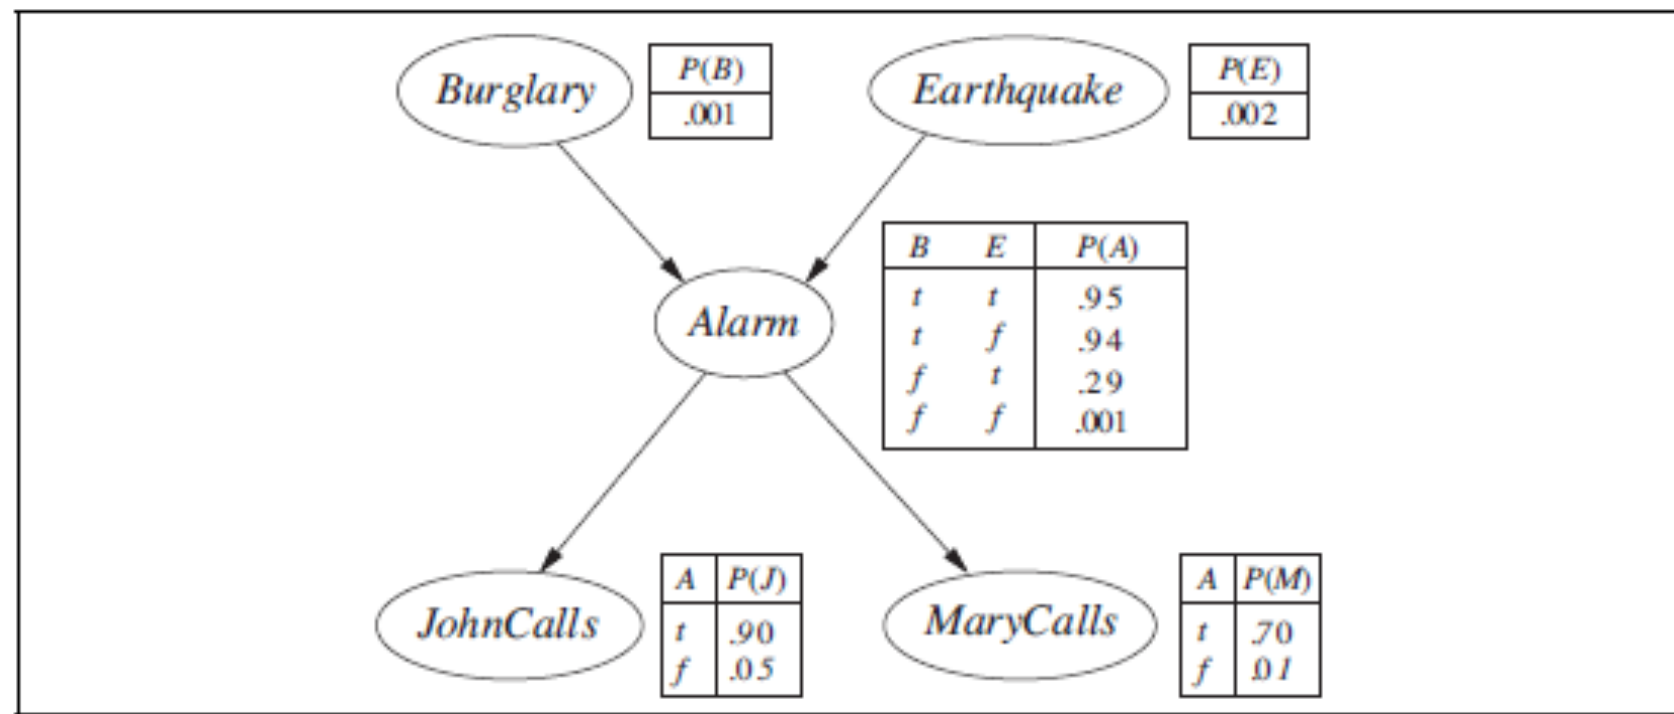 Burglary
P(B)
.001
Earthquake
P(E)
.002
Alarm
B E P(A)
t t .95
t f .94
f t .29
f f .001
JohnCalls
A P(J)
t .90
f .05
MaryCalls
A P(M)
t .70
f .01